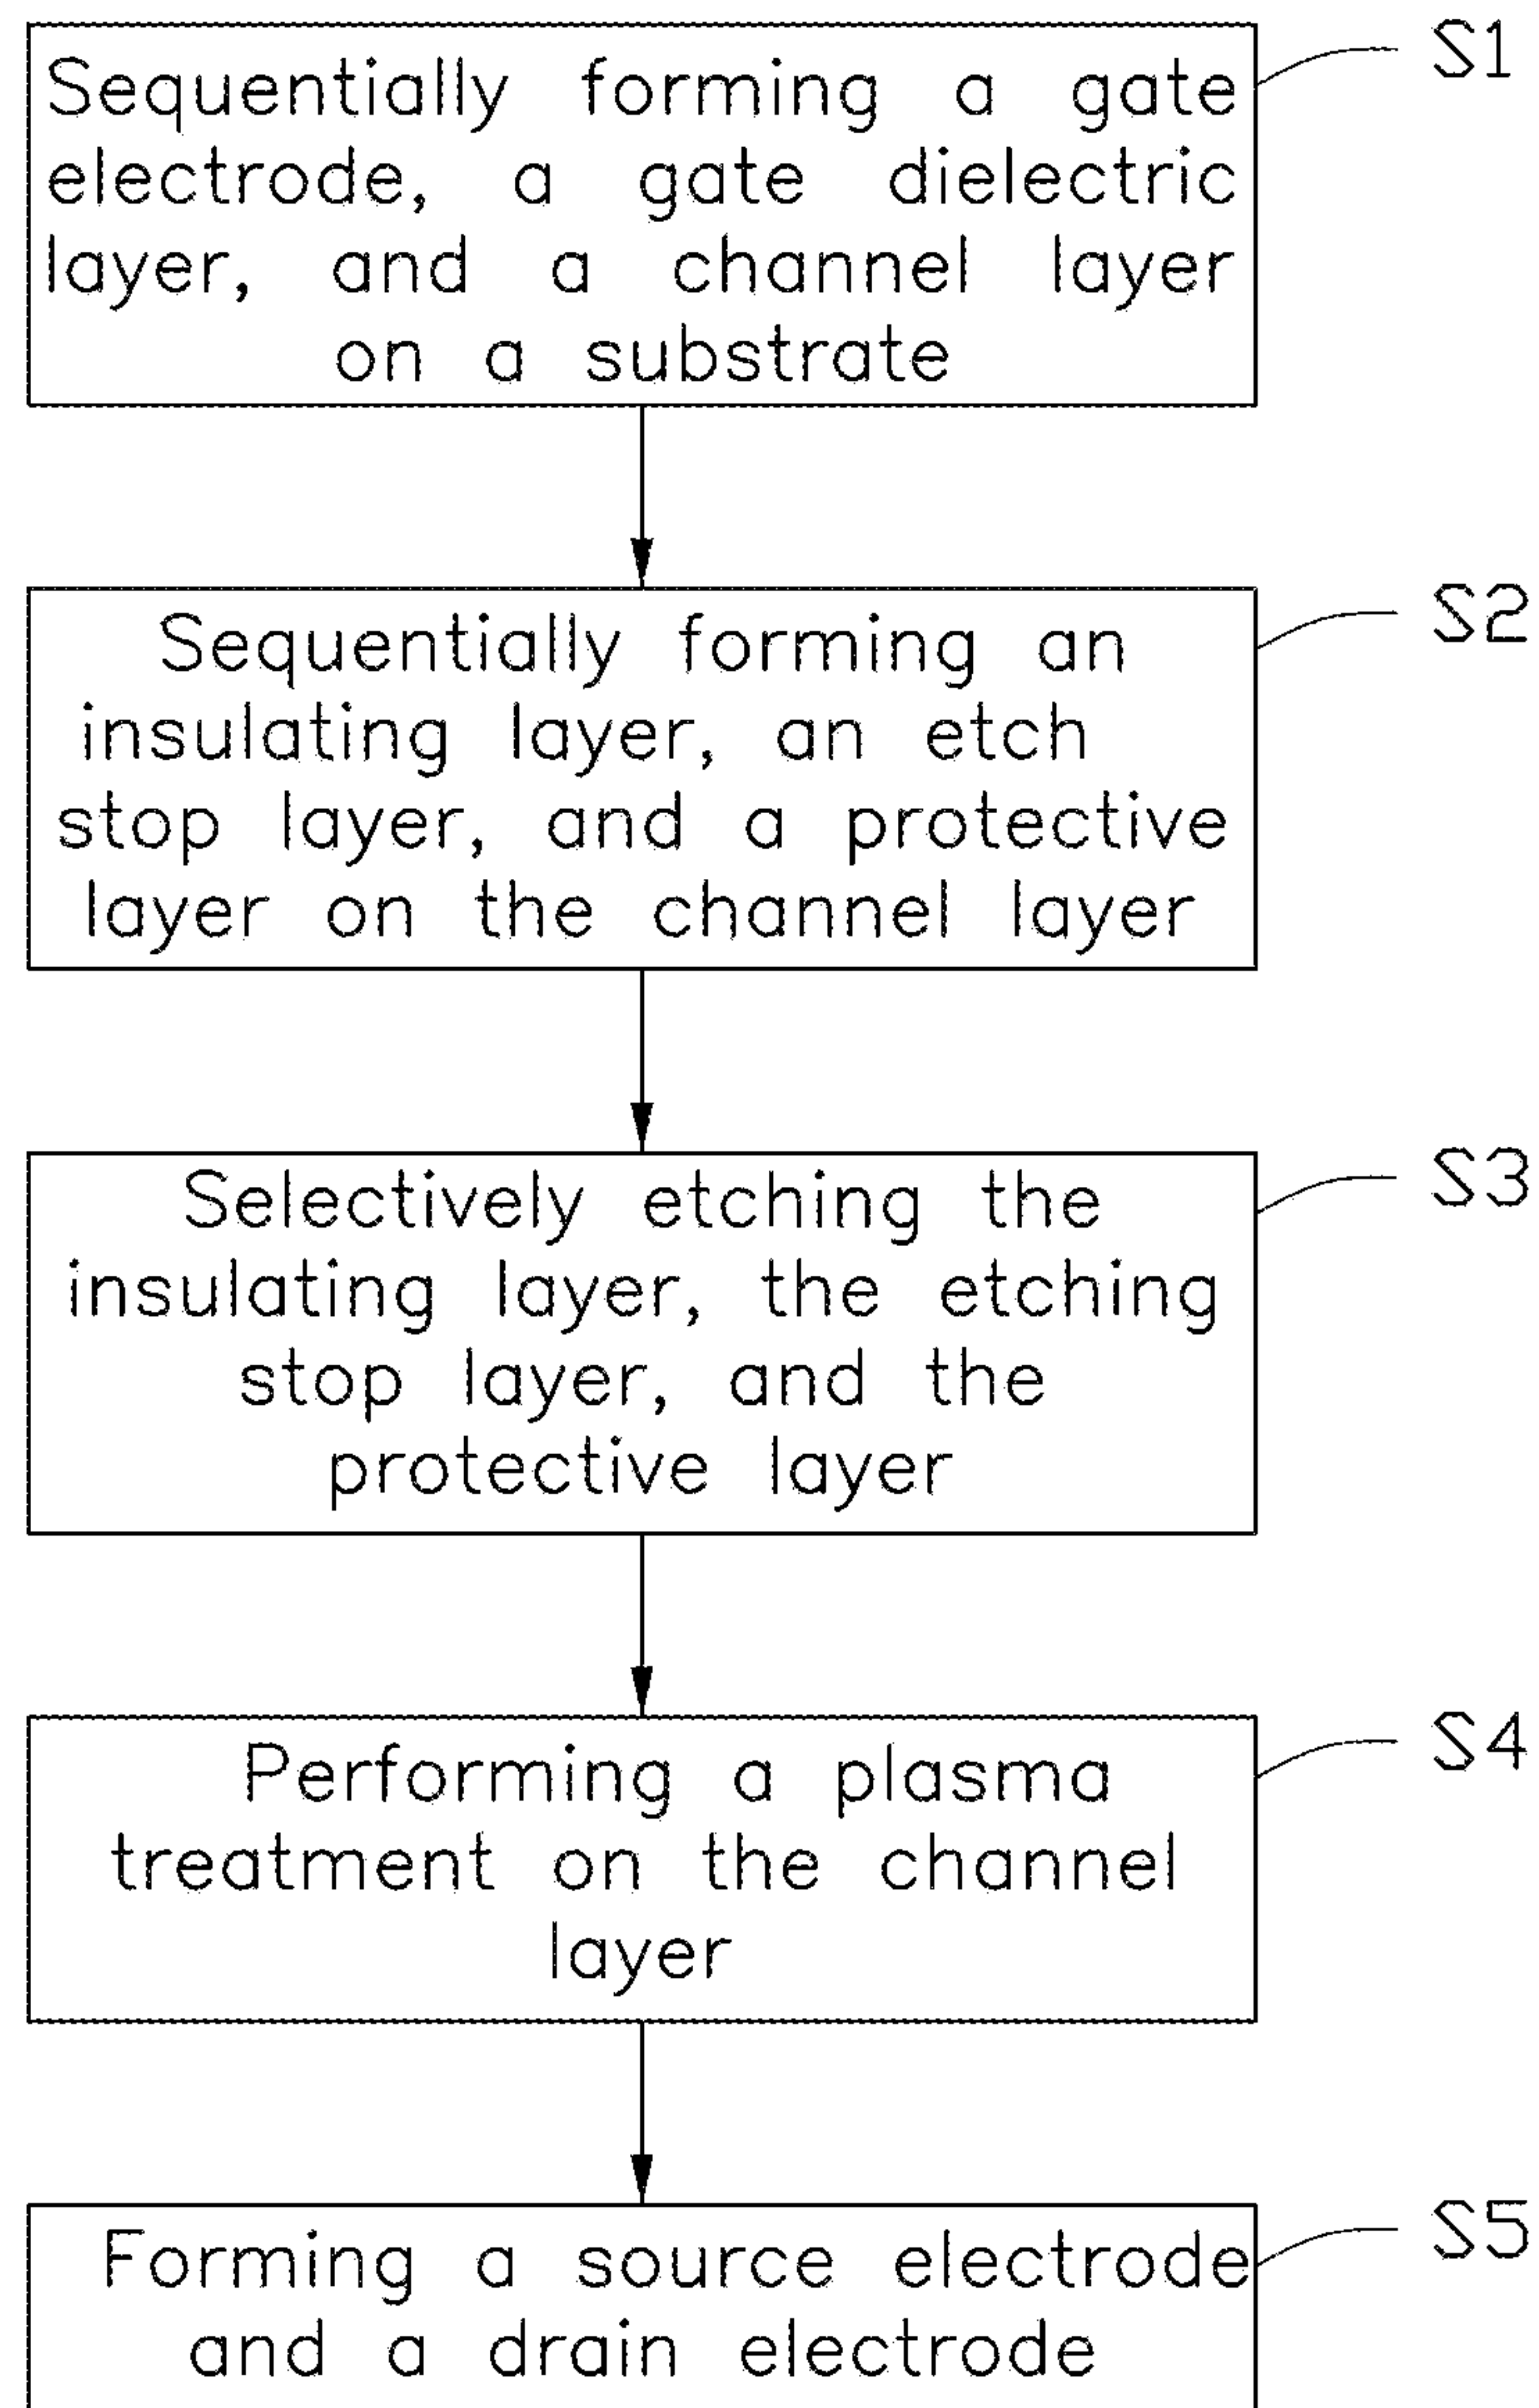 Sequentially forming a gate
electrode, a gate dielectric
layer, and a channel layer
on a substrate
S1
Sequentially forming an
insulating layer, an etch
stop layer, and a protective
layer on the channel layer
S2
Selectively etching the
insulating layer, the etching
stop layer, and the
protective layer
S3
Performing a plasma
treatment on the channel
layer
S4
Forming a source electrode
and a drain electrode
S5